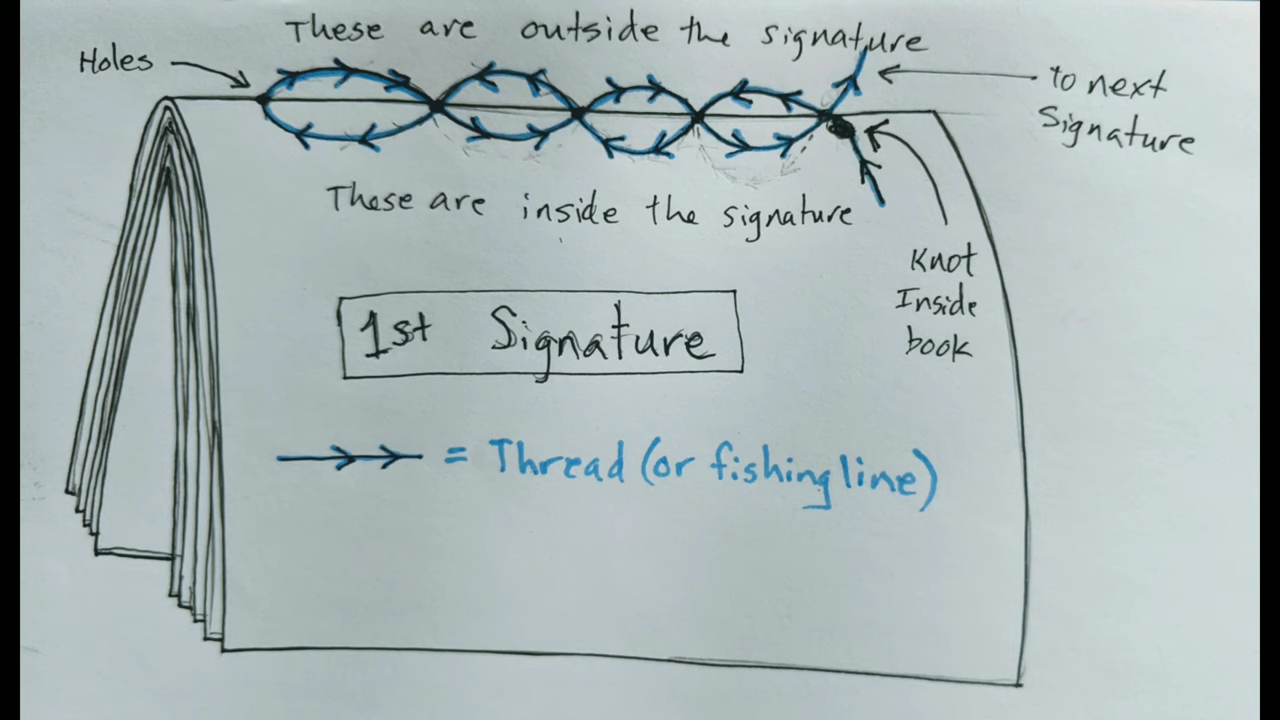 These are outside the signature
Holes
to next
Signature
These are inside the signature
Knot
Inside
book
1st Signature
= Thread (or fishing line)